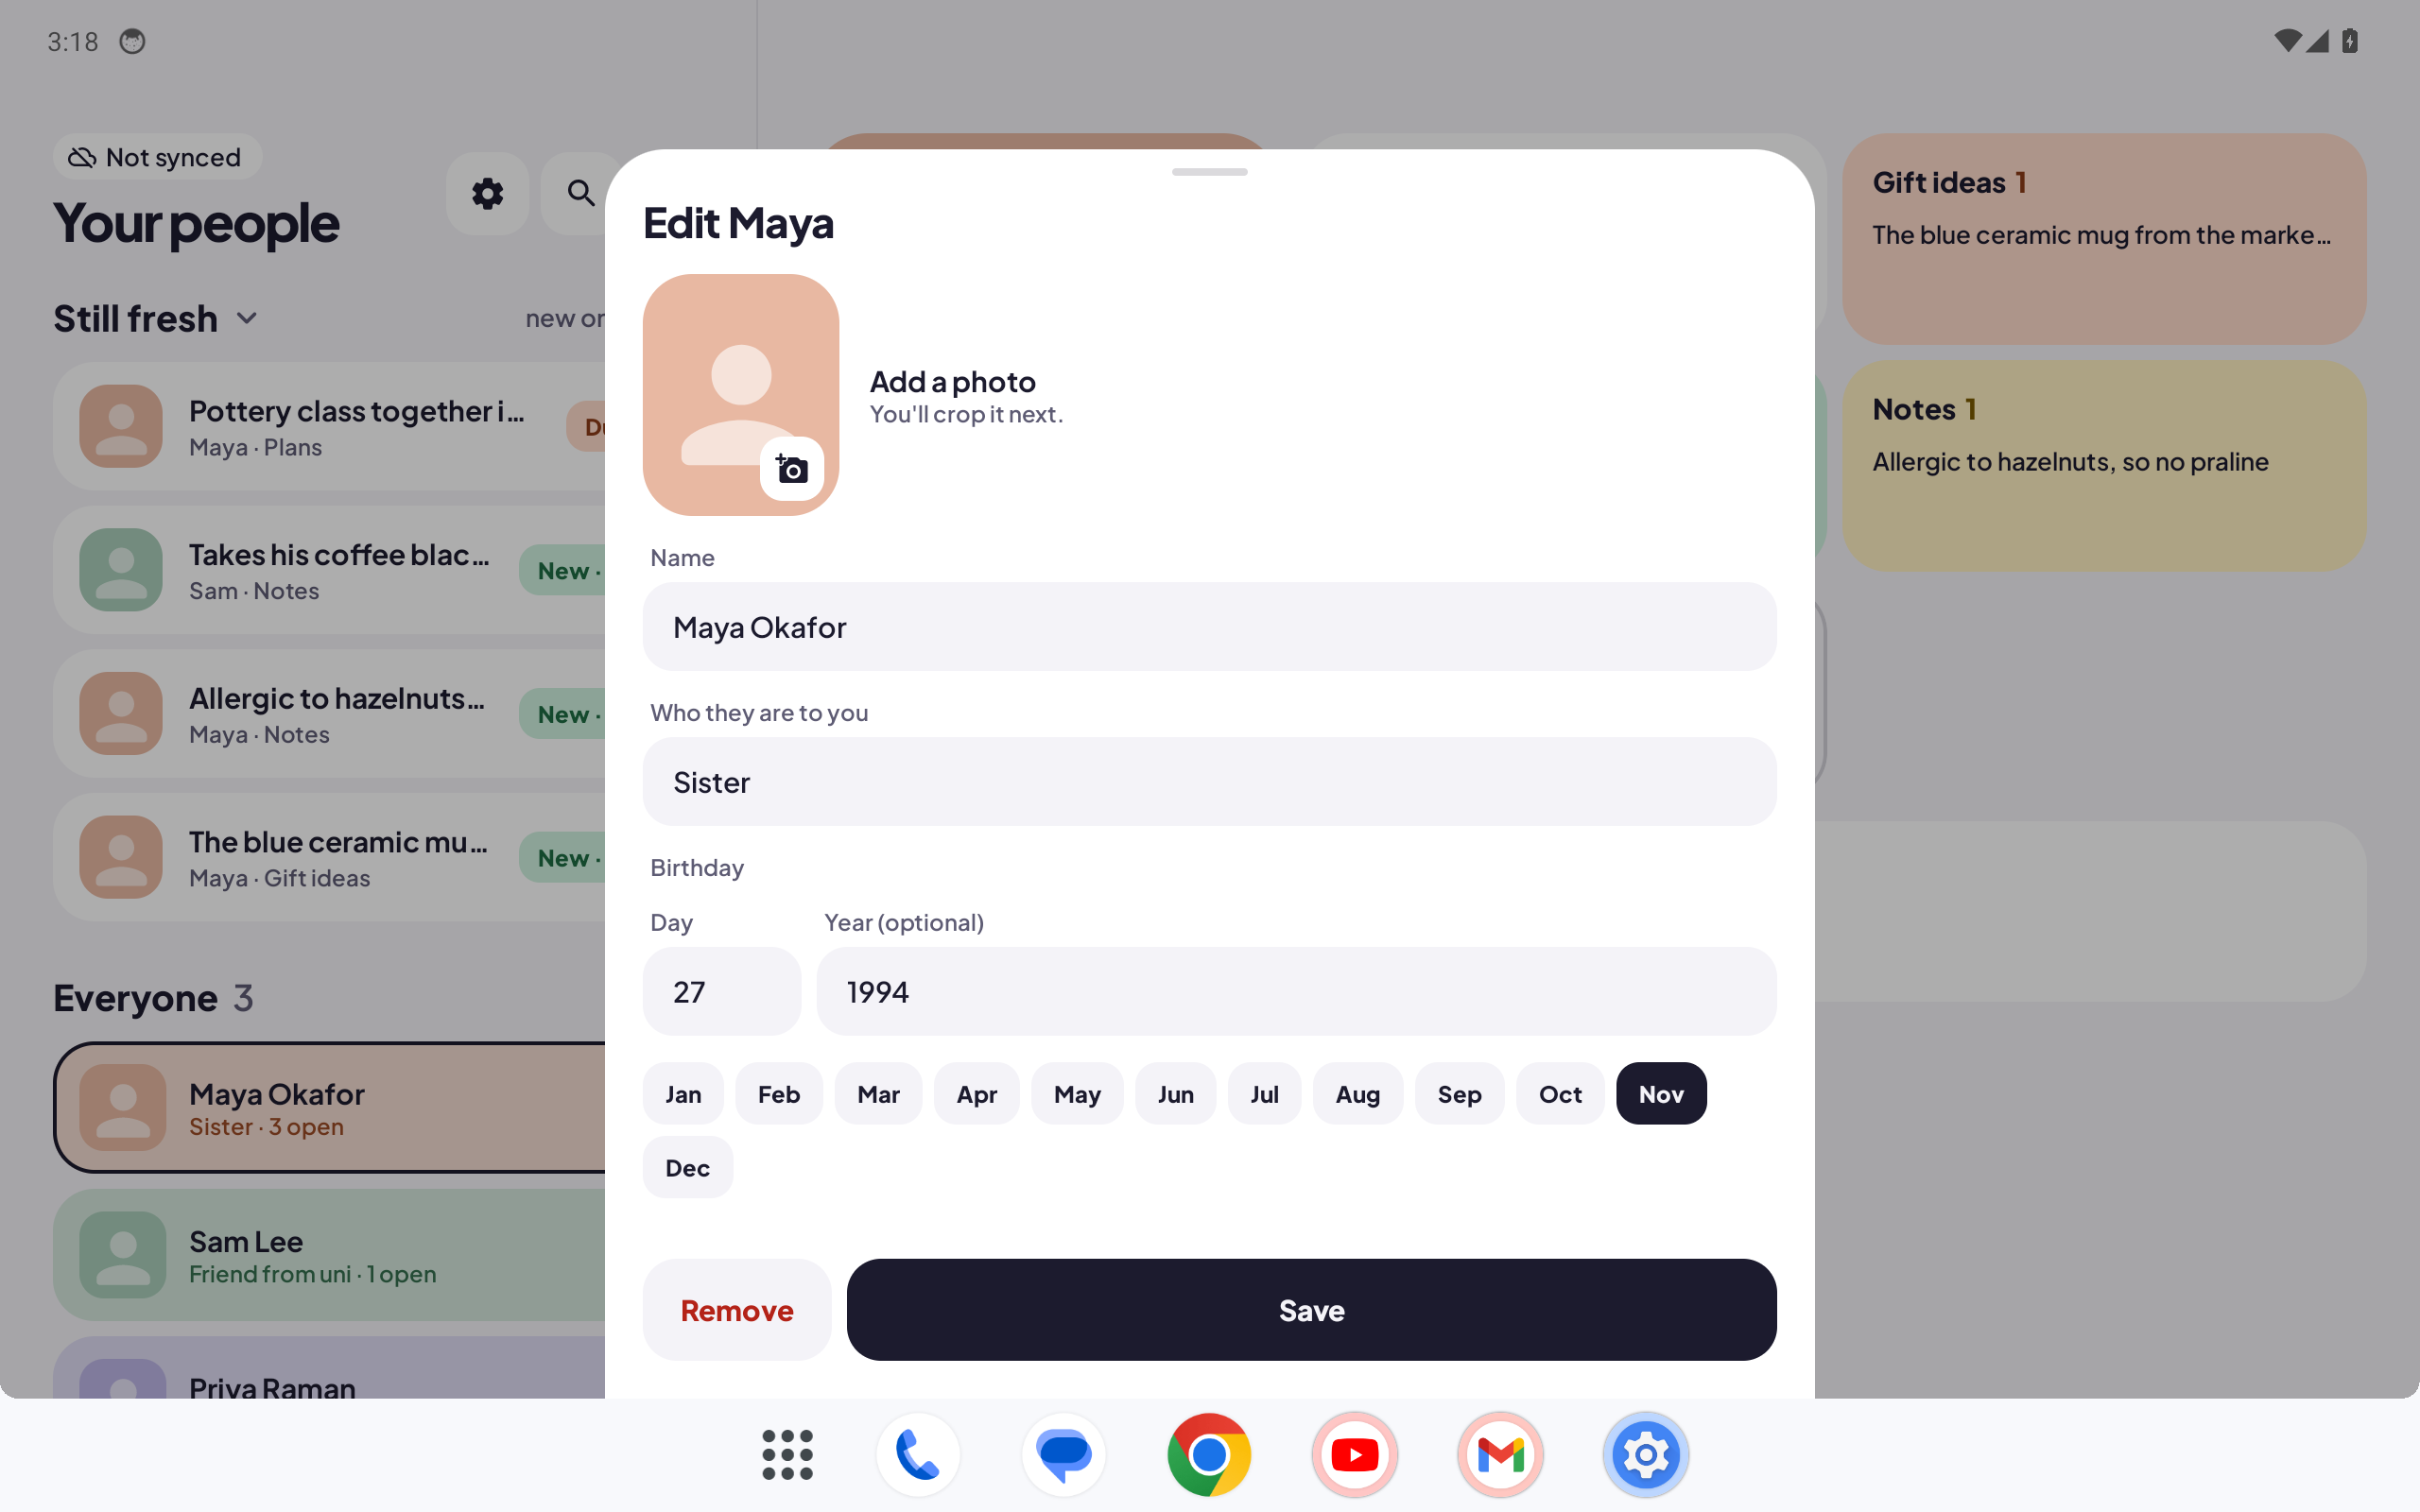 3:18
Not synced
Your people
Still fresh
new or
Pottery class together i…
Maya · Plans
Takes his coffee blac…
Sam · Notes
New ·
Allergic to hazelnuts…
Maya · Notes
New ·
The blue ceramic mu…
Maya · Gift ideas
New ·
Everyone 3
Maya Okafor
Sister · 3 open
Sam Lee
Friend from uni · 1 open
Priya Raman
Edit Maya
Add a photo
You'll crop it next.
Name
Maya Okafor
Who they are to you
Sister
Birthday
Day
Year (optional)
27
1994
Jan Feb Mar Apr May Jun Jul Aug Sep Oct Nov
Dec
Remove
Save
Gift ideas 1
The blue ceramic mug from the marke…
Notes 1
Allergic to hazelnuts, so no praline